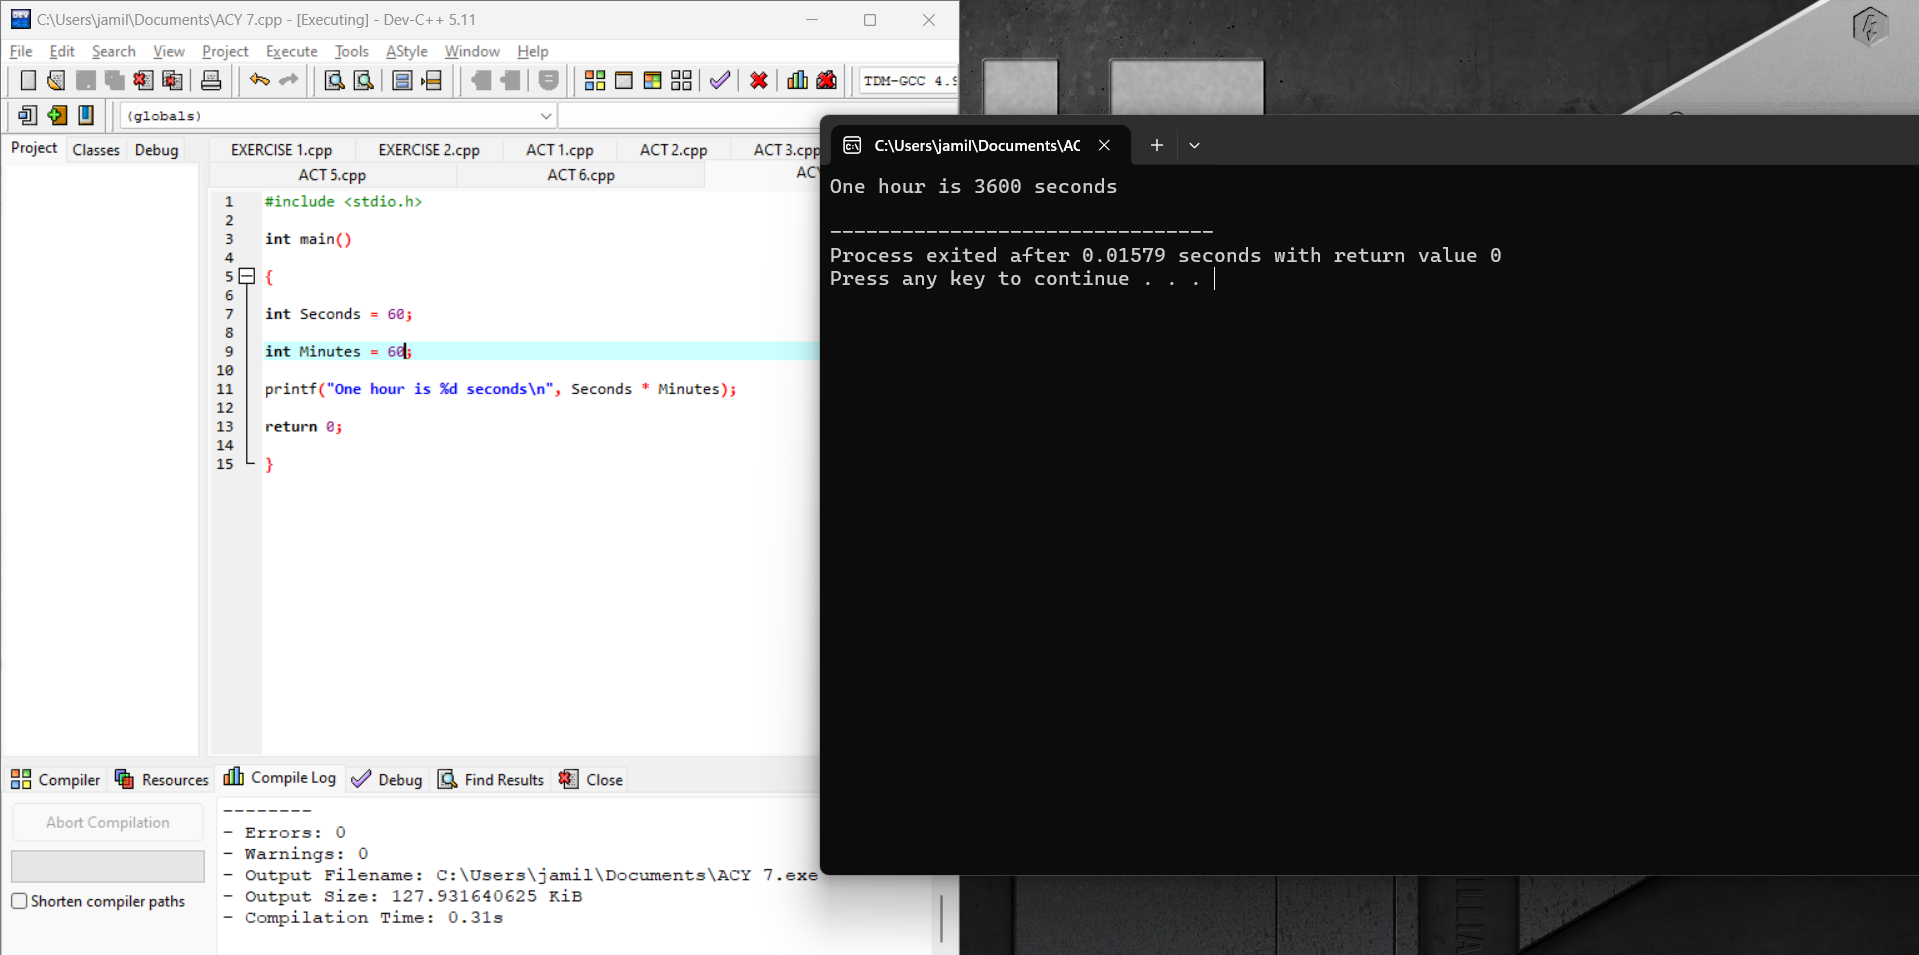 C:\Users\jamil\Documents\ACY 7.cpp - [Executing] - Dev-C++ 5.11
File Edit Search View Project Execute Tools AStyle Window Help
TDM-GCC 4.9
(globals)
Project Classes Debug
EXERCISE 1.cpp EXERCISE 2.cpp ACT 1.cpp ACT 2.cpp ACT 3.cpp
ACT 5.cpp ACT 6.cpp AC
1 #include <stdio.h>
2
3 int main()
4
5 {
6
7 int Seconds = 60;
8
9 int Minutes = 60;
10
11 printf("One hour is %d seconds\n", Seconds * Minutes);
12
13 return 0;
14
15 }
Compiler Resources Compile Log Debug Find Results Close
Abort Compilation
Shorten compiler paths
--------
- Errors: 0
- Warnings: 0
- Output Filename: C:\Users\jamil\Documents\ACY 7.exe
- Output Size: 127.931640625 KiB
- Compilation Time: 0.31s
C:\Users\jamil\Documents\AC
One hour is 3600 seconds
--------------------------------
Process exited after 0.01579 seconds with return value 0
Press any key to continue . . .